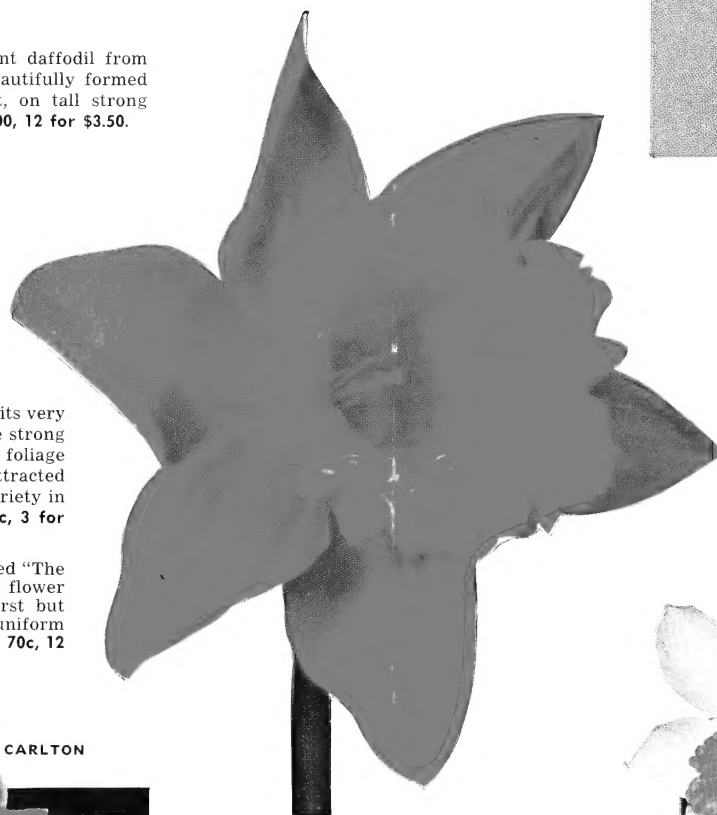 nt daffodil from
autifully formed
t, on tall strong
00, 12 for $3.50.
its very
e strong
foliage
ttracted
riety in
c, 3 for
ed “The
flower
rst but
uniform
70c, 12
CARLTON